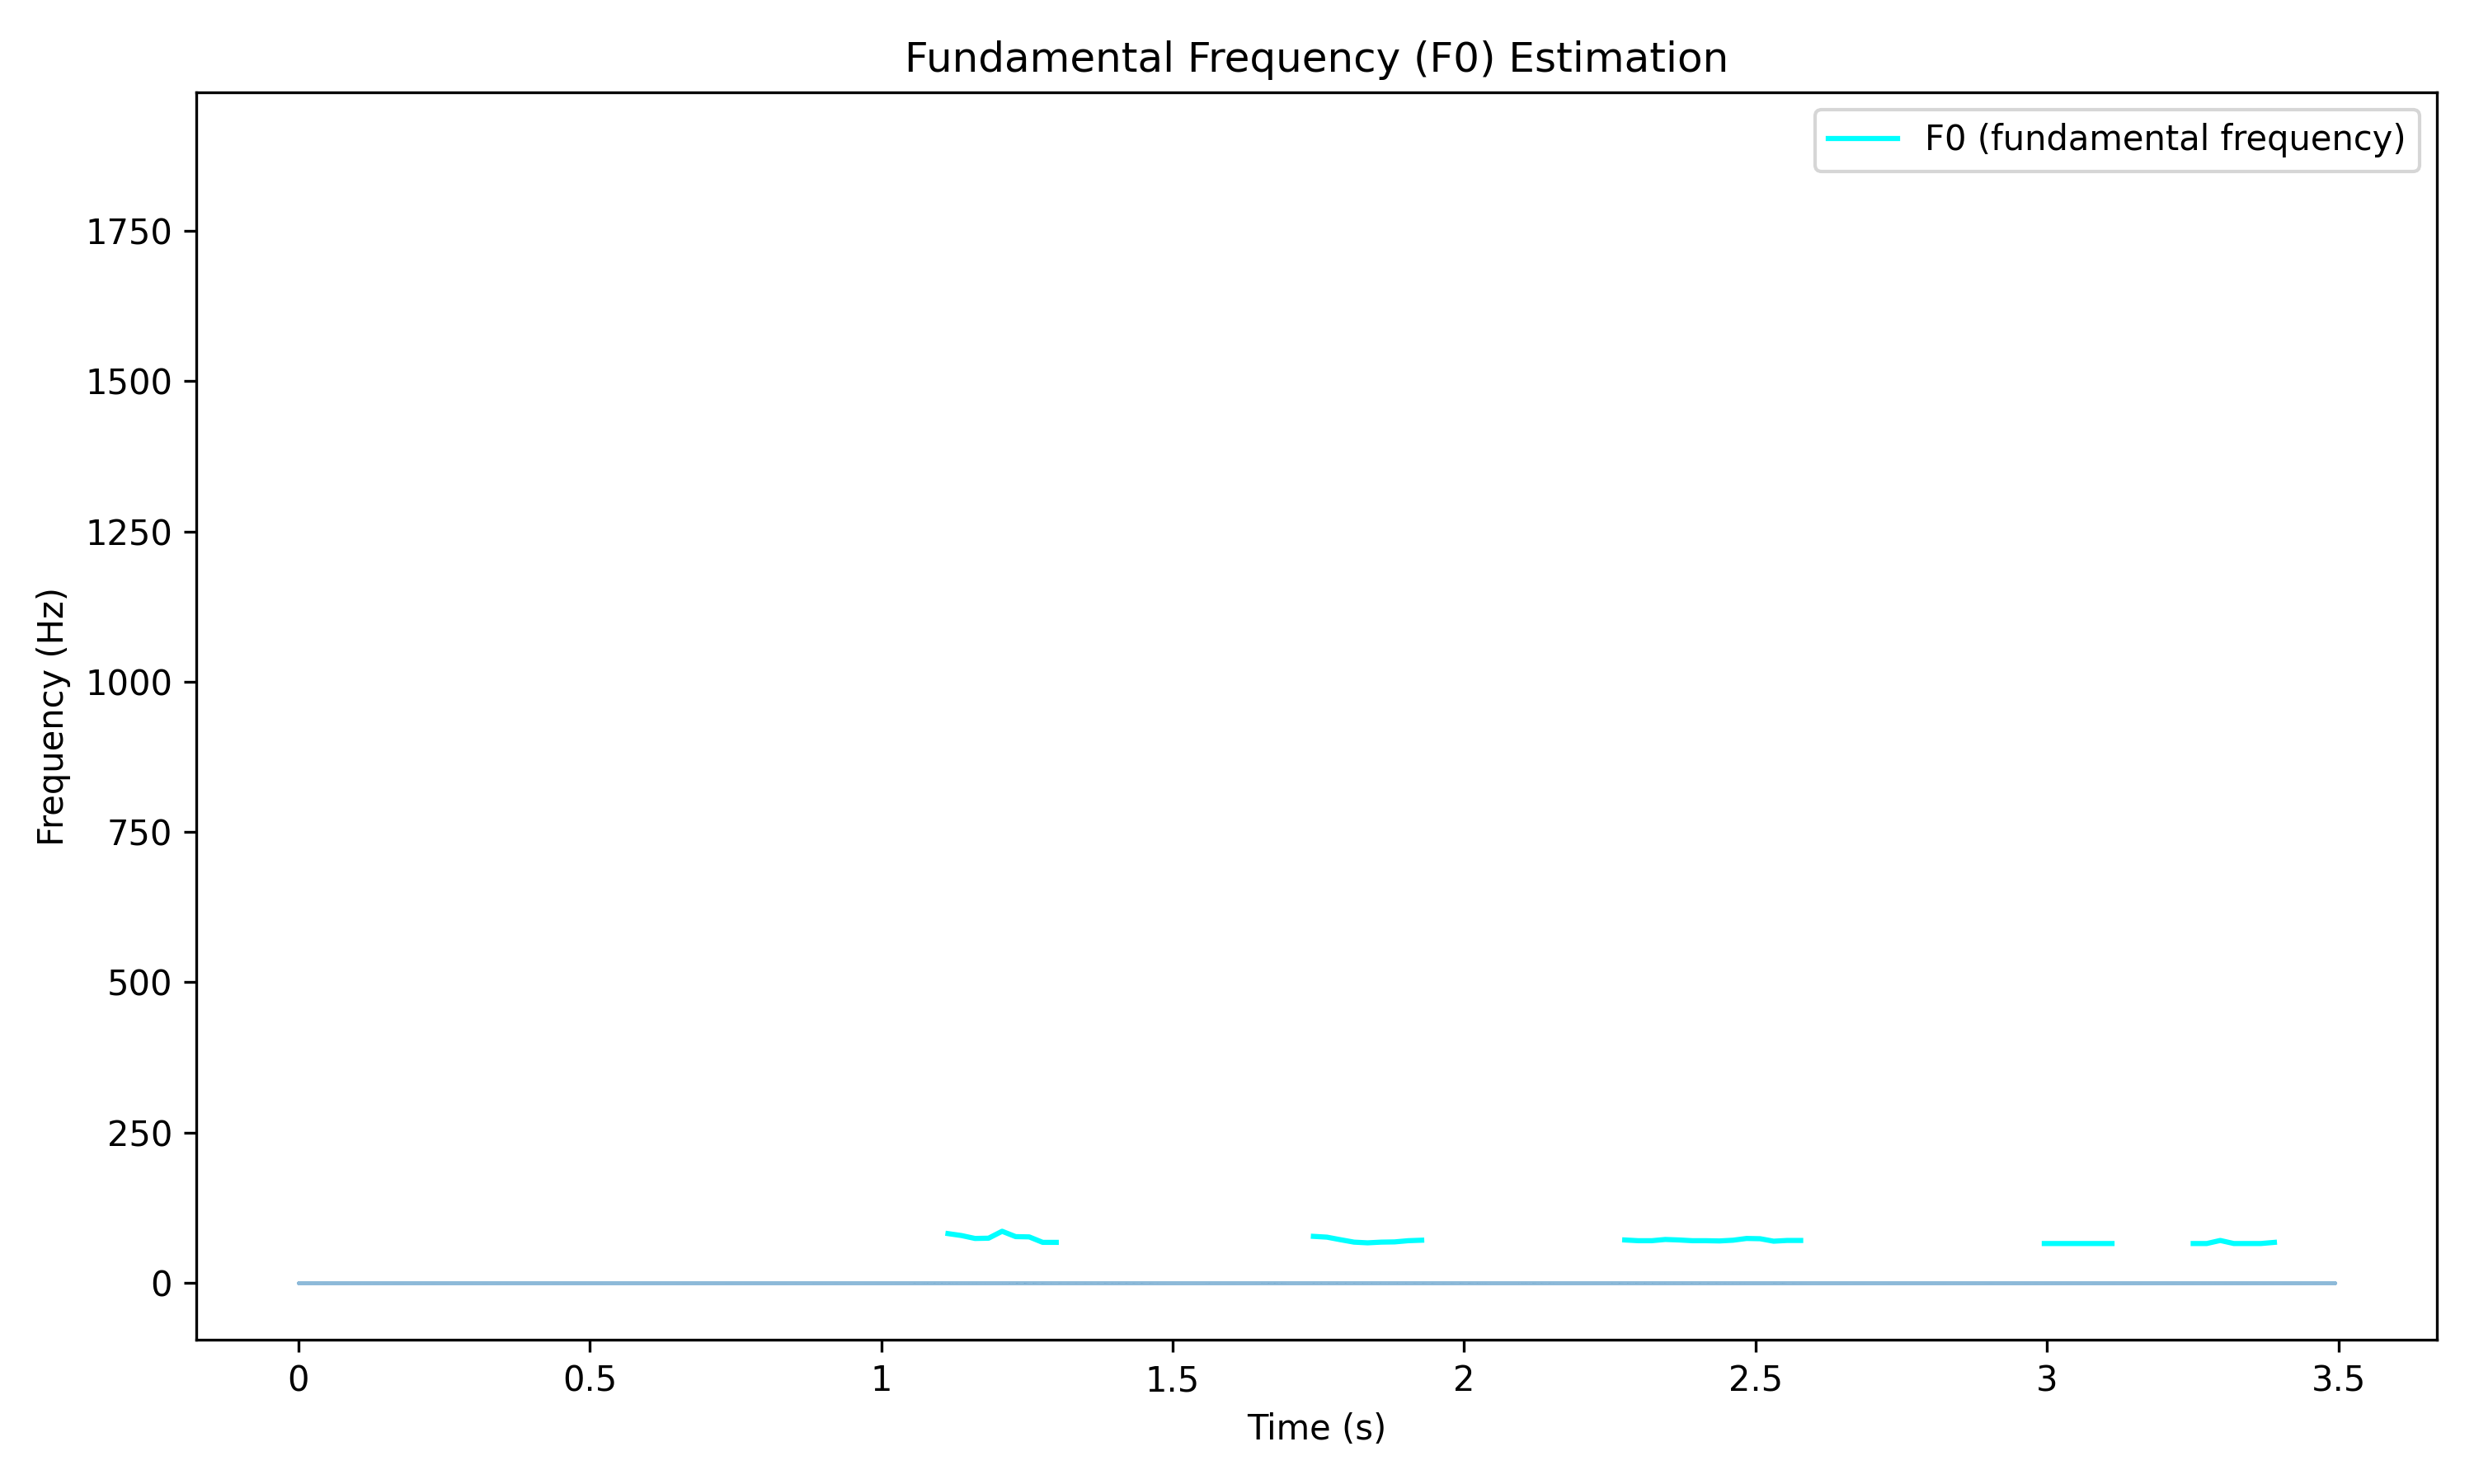 Fundamental Frequency (F0) Estimation
F0 (fundamental frequency)
1750
1500
1250
1000
750
500
250
0
Frequency (Hz)
0 0.5 1 1.5 2 2.5 3 3.5
Time (s)